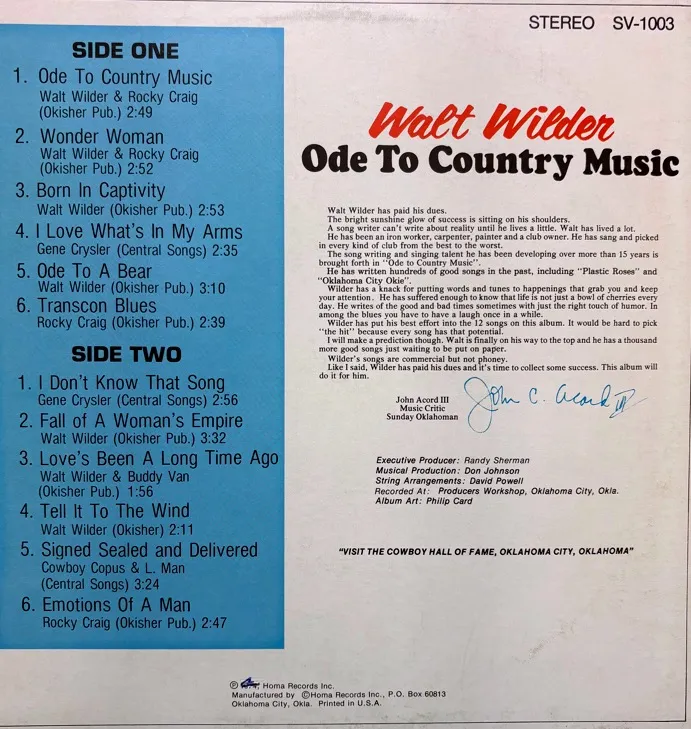 STEREO SV-1003
SIDE ONE
1. Ode To Country Music
Walt Wilder & Rocky Craig
(Okisher Pub.) 2:49
2. Wonder Woman
Walt Wilder & Rocky Craig
(Okisher Pub.) 2:52
3. Born In Captivity
Walt Wilder (Okisher Pub.) 2:53
4. I Love What's In My Arms
Gene Crysler (Central Songs) 2:35
5. Ode To A Bear
Walt Wilder (Okisher Pub.) 3:10
6. Transcon Blues
Rocky Craig (Okisher Pub.) 2:39
SIDE TWO
1. I Don't Know That Song
Gene Crysler (Central Songs) 2:56
2. Fall of A Woman's Empire
Walt Wilder (Okisher Pub.) 3:32
3. Love's Been A Long Time Ago
Walt Wilder & Buddy Van
(Okisher Pub.) 1:56
4. Tell It To The Wind
Walt Wilder (Okisher) 2:11
5. Signed Sealed and Delivered
Cowboy Copus & L. Man
(Central Songs) 3:24
6. Emotions Of A Man
Rocky Craig (Okisher Pub.) 2:47
Walt Wilder
Ode To Country Music
Walt Wilder has paid his dues.
The bright sunshine glow of success is sitting on his shoulders.
A song writer can't write about reality until he lives a little. Walt has lived a lot.
He has been an iron worker, carpenter, painter and a club owner. He has sang and picked
in every kind of club from the best to the worst.
The song writing and singing talent he has been developing over more than 15 years is
brought forth in "Ode to Country Music".
He has written hundreds of good songs in the past, including "Plastic Roses" and
"Oklahoma City Okie".
Wilder has a knack for putting words and tunes to happenings that grab you and keep
your attention. He has suffered enough to know that life is not just a bowl of cherries every
day. He writes of the good and bad times sometimes with just the right touch of humor. In
among the blues you have to have a laugh once in a while.
Wilder has put his best effort into the 12 songs on this album. It would be hard to pick
"the hit" because every song has that potential.
I will make a prediction though. Walt is finally on his way to the top and he has a thousand
more good songs just waiting to be put on paper.
Wilder's songs are commercial but not phoney.
Like I said, Wilder has paid his dues and it's time to collect some success. This album will
do it for him.
John Acord III
Music Critic
Sunday Oklahoman
John C. Acord III
Executive Producer: Randy Sherman
Musical Production: Don Johnson
String Arrangements: David Powell
Recorded At: Producers Workshop, Oklahoma City, Okla.
Album Art: Philip Card
"VISIT THE COWBOY HALL OF FAME, OKLAHOMA CITY, OKLAHOMA"
℗ Homa Records Inc.
Manufactured by ©Homa Records Inc., P.O. Box 60813
Oklahoma City, Okla. Printed in U.S.A.